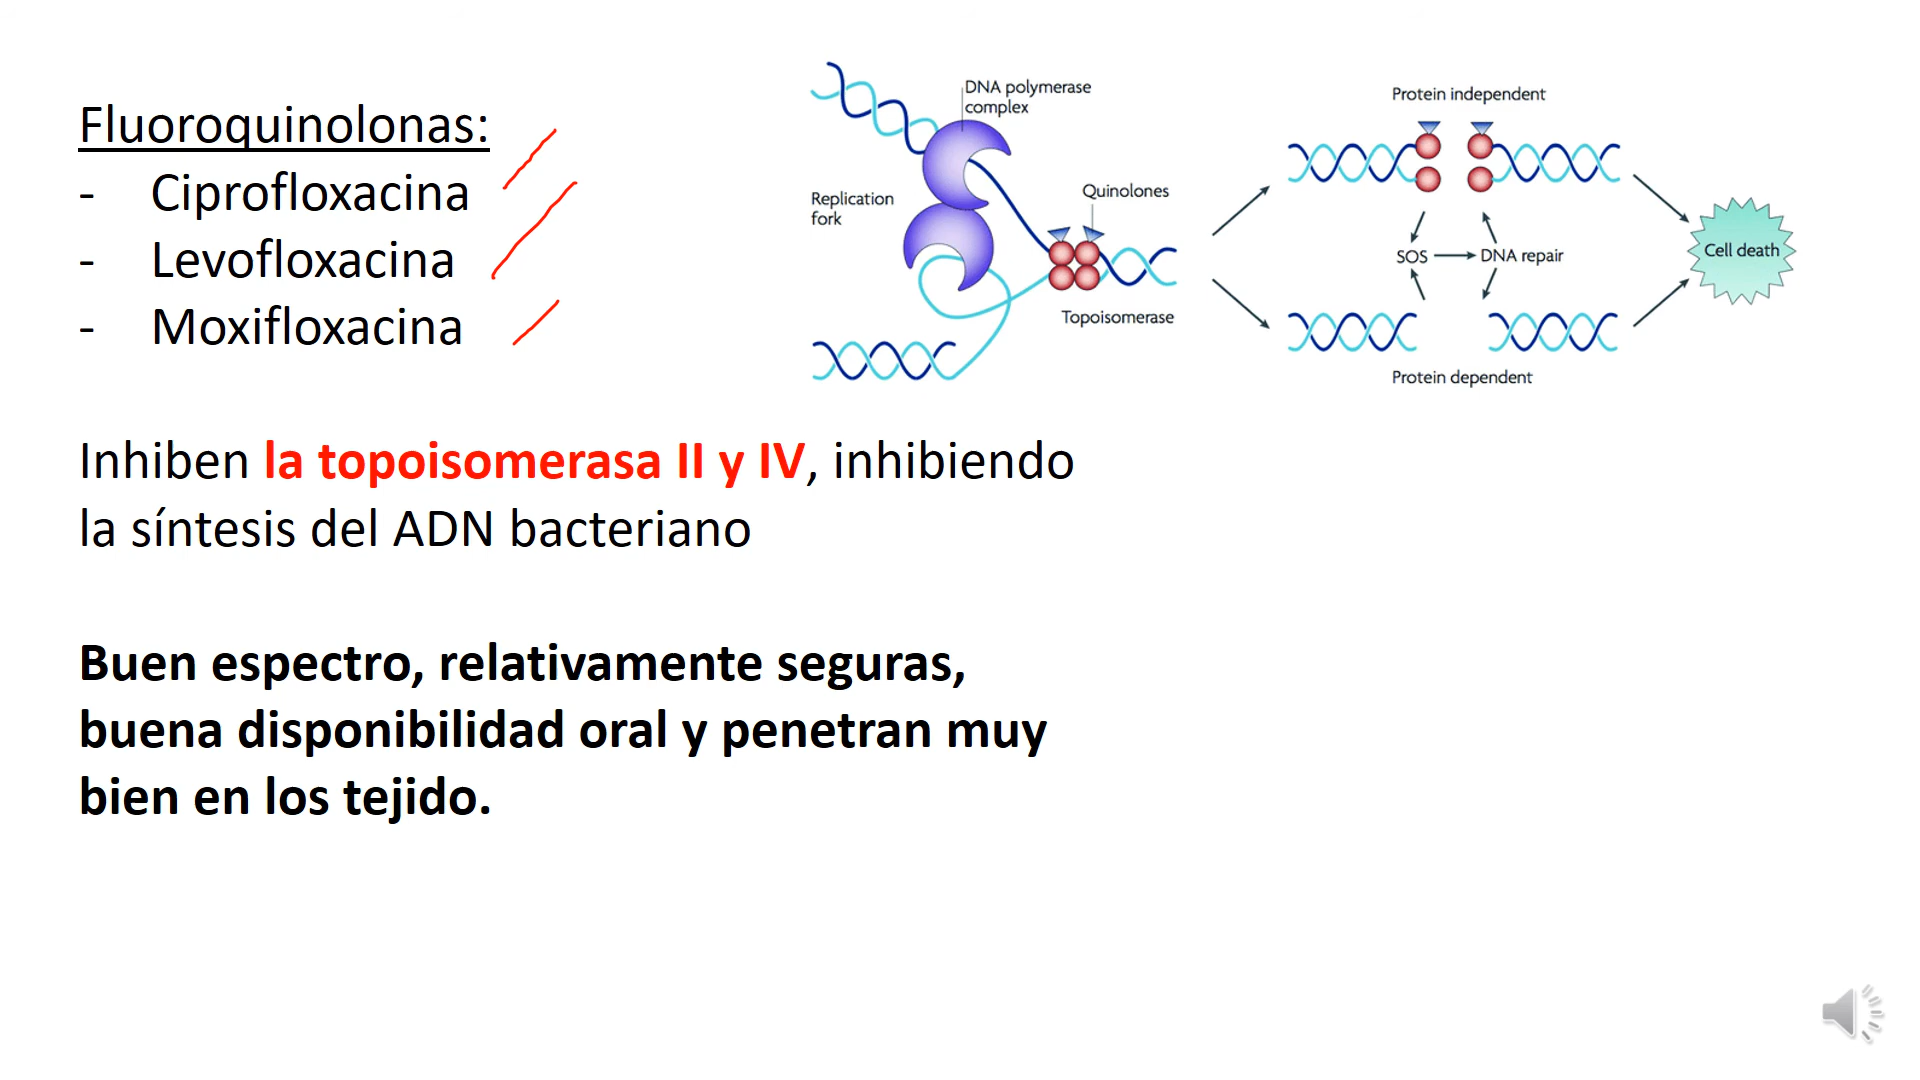 Fluoroquinolonas:
- Ciprofloxacina
- Levofloxacina
- Moxifloxacina
Inhiben la topoisomerasa II y IV, inhibiendo
la síntesis del ADN bacteriano
Buen espectro, relativamente seguras,
buena disponibilidad oral y penetran muy
bien en los tejido.
DNA polymerase
complex
Replication
fork
Quinolones
Topoisomerase
Protein independent
SOS
DNA repair
Protein dependent
Cell death